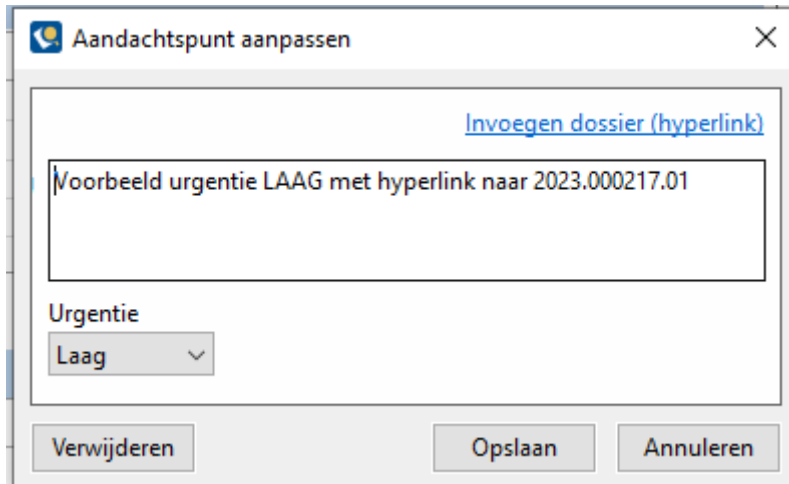 Aandachtspunt aanpassen
Invoegen dossier (hyperlink)
Voorbeeld urgentie LAAG met hyperlink naar 2023.000217.01
Urgentie
Laag
Verwijderen
Opslaan
Annuleren